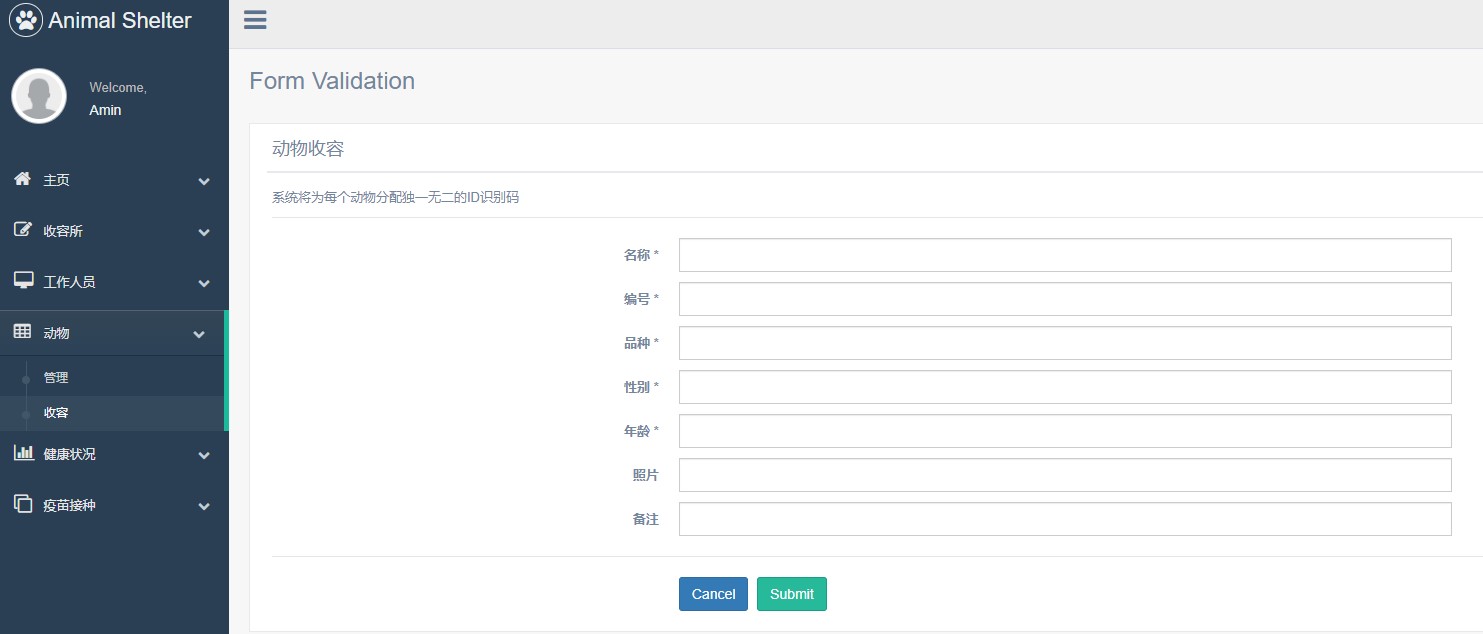 Animal Shelter
Welcome,
Amin
主页
收容所
工作人员
动物
管理
收容
健康状况
疫苗接种
Form Validation
动物收容
系统将为每个动物分配独一无二的ID识别码
名称 *
编号 *
品种 *
性别 *
年龄 *
照片
备注
Cancel Submit